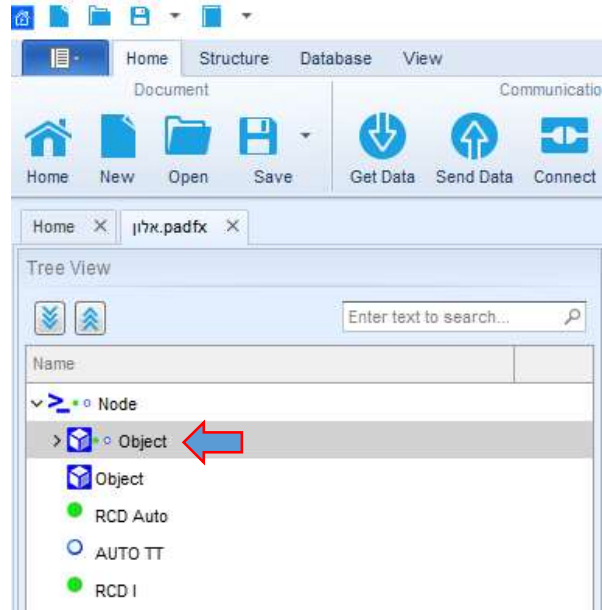 Home Structure Database View
Document Communicatio
Home New Open Save Get Data Send Data Connect
Home אלון.padfx
Tree View
Enter text to search...
Name
Node
Object
Object
RCD Auto
AUTO TT
RCD I